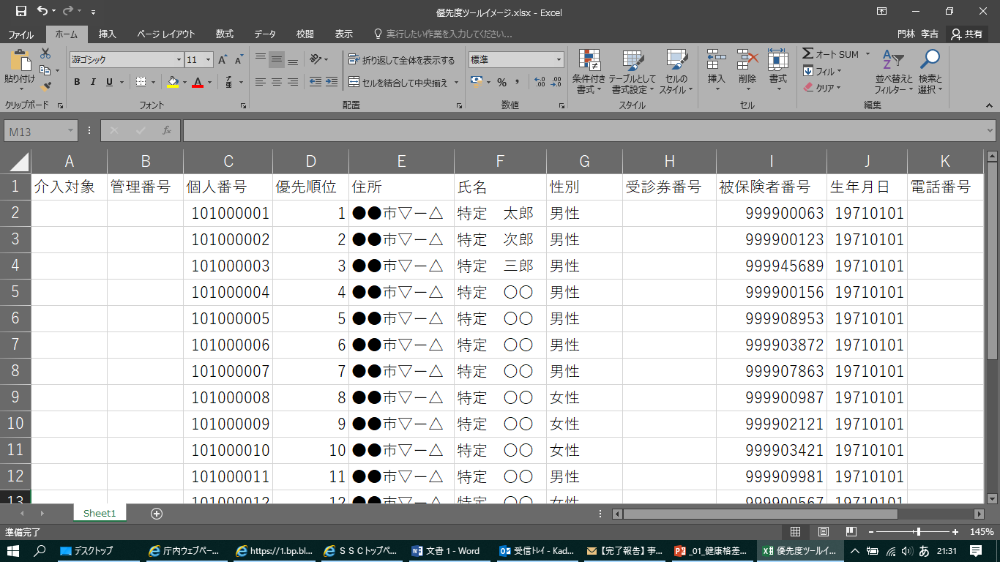 優先度ツールイメージ.xlsx - Excel
ファイル ホーム 挿入 ページ レイアウト 数式 データ 校閲 表示 実行したい作業を入力してください... 門林 孝吉 共有
貼り付け 游ゴシック 11 折り返して全体を表示する 標準 条件付き書式 テーブルとして書式設定 セルのスタイル 挿入 削除 書式 オート SUM 並べ替えとフィルター 検索と選択
B I U セルを結合して中央揃え % フィル クリア
クリップボード フォント 配置 数値 スタイル セル 編集
M13 fx
A B C D E F G H I J K
1 介入対象 管理番号 個人番号 優先順位 住所 氏名 性別 受診券番号 被保険者番号 生年月日 電話番号
2 101000001 1 ●●市▽ー△ 特定 太郎 男性 999900063 19710101
3 101000002 2 ●●市▽ー△ 特定 次郎 男性 999900123 19710101
4 101000003 3 ●●市▽ー△ 特定 三郎 男性 999945689 19710101
5 101000004 4 ●●市▽ー△ 特定 〇〇 男性 999900156 19710101
6 101000005 5 ●●市▽ー△ 特定 〇〇 男性 999908953 19710101
7 101000006 6 ●●市▽ー△ 特定 〇〇 男性 999903872 19710101
8 101000007 7 ●●市▽ー△ 特定 〇〇 男性 999907863 19710101
9 101000008 8 ●●市▽ー△ 特定 〇〇 女性 999900987 19710101
10 101000009 9 ●●市▽ー△ 特定 〇〇 女性 999902121 19710101
11 101000010 10 ●●市▽ー△ 特定 〇〇 女性 999903421 19710101
12 101000011 11 ●●市▽ー△ 特定 〇〇 男性 999909981 19710101
13 101000012 12 ●●市▽ー△ 特定 〇〇 女性 999900567 19710101
Sheet1
準備完了 145%
デスクトップ 庁内ウェブペー... https://1.bp.bl... ＳＳＣトップペ... 文書 1 - Word 受信トレイ - Kad... 【完了報告】事... _01_健康格差... 優先度ツールイ... あ 21:31